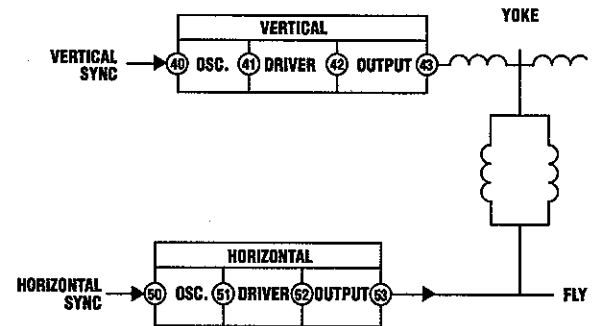 YOKE
VERTICAL
VERTICAL SYNC
40 OSC. 41 DRIVER 42 OUTPUT 43
HORIZONTAL
HORIZONTAL SYNC
50 OSC. 51 DRIVER 52 OUTPUT 53
FLY